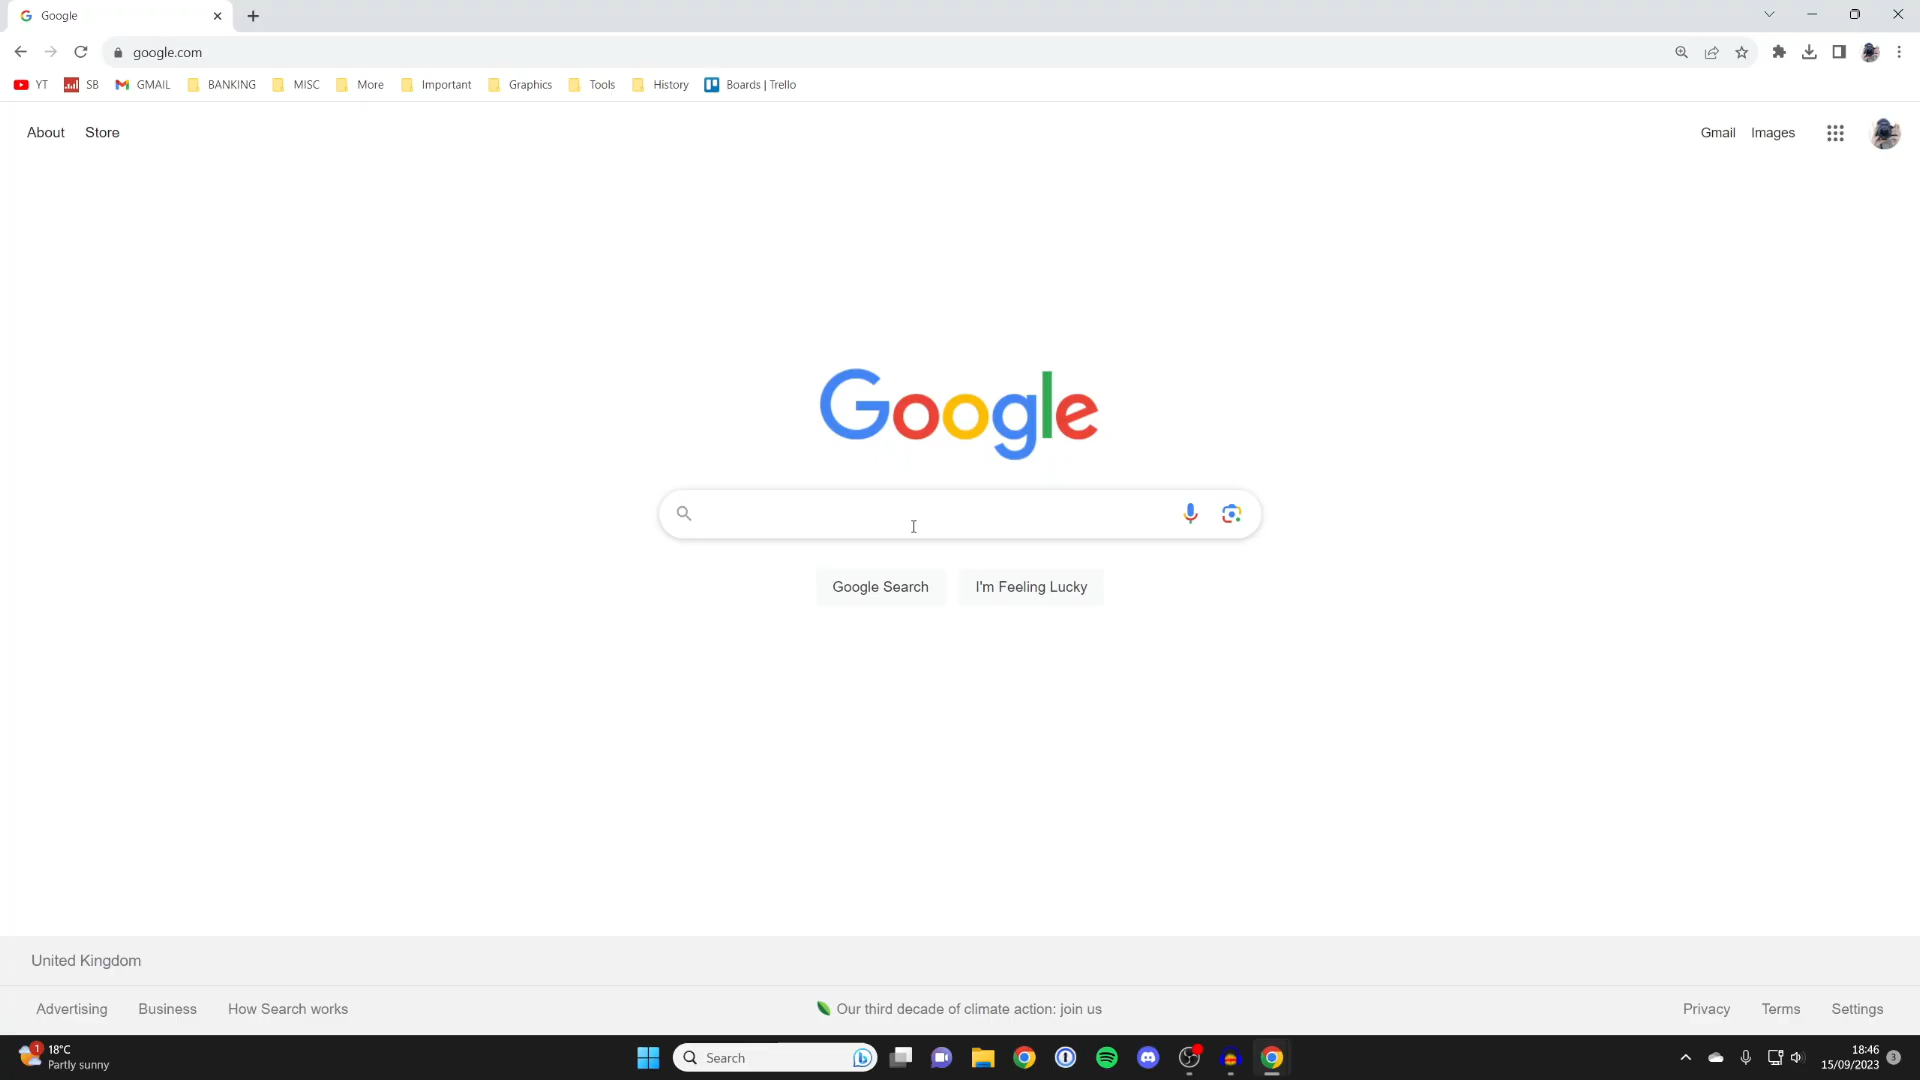 Google
google.com
YT SB GMAIL BANKING MISC More Important Graphics Tools History Boards | Trello
About Store Gmail Images
Google
Google Search I'm Feeling Lucky
United Kingdom
Advertising Business How Search works Our third decade of climate action: join us Privacy Terms Settings
1 18°C
Partly sunny
Search
18:46
15/09/2023 3